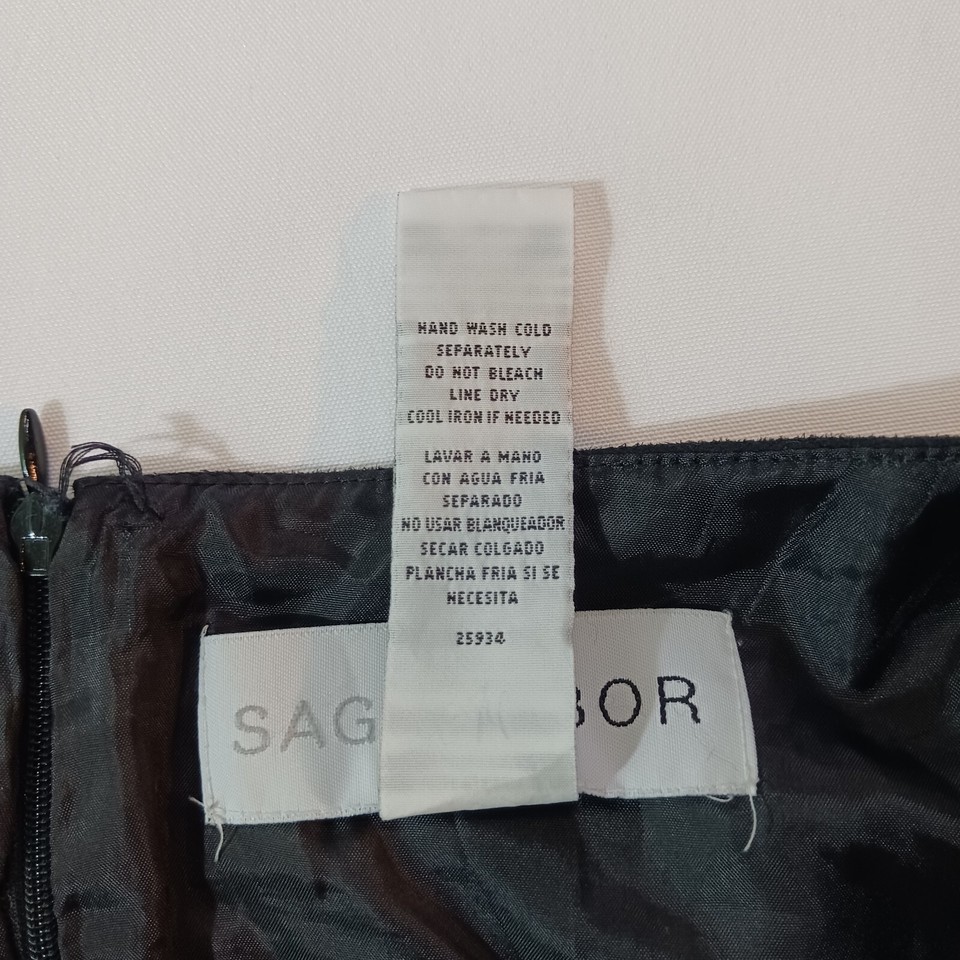 HAND WASH COLD
SEPARATELY
DO NOT BLEACH
LINE DRY
COOL IRON IF NEEDED
LAVAR A MANO
CON AGUA FRIA
SEPARADO
NO USAR BLANQUEADOR
SECAR COLGADO
PLANCHA FRIA SI SE
NECESITA
25934
SAG BOR